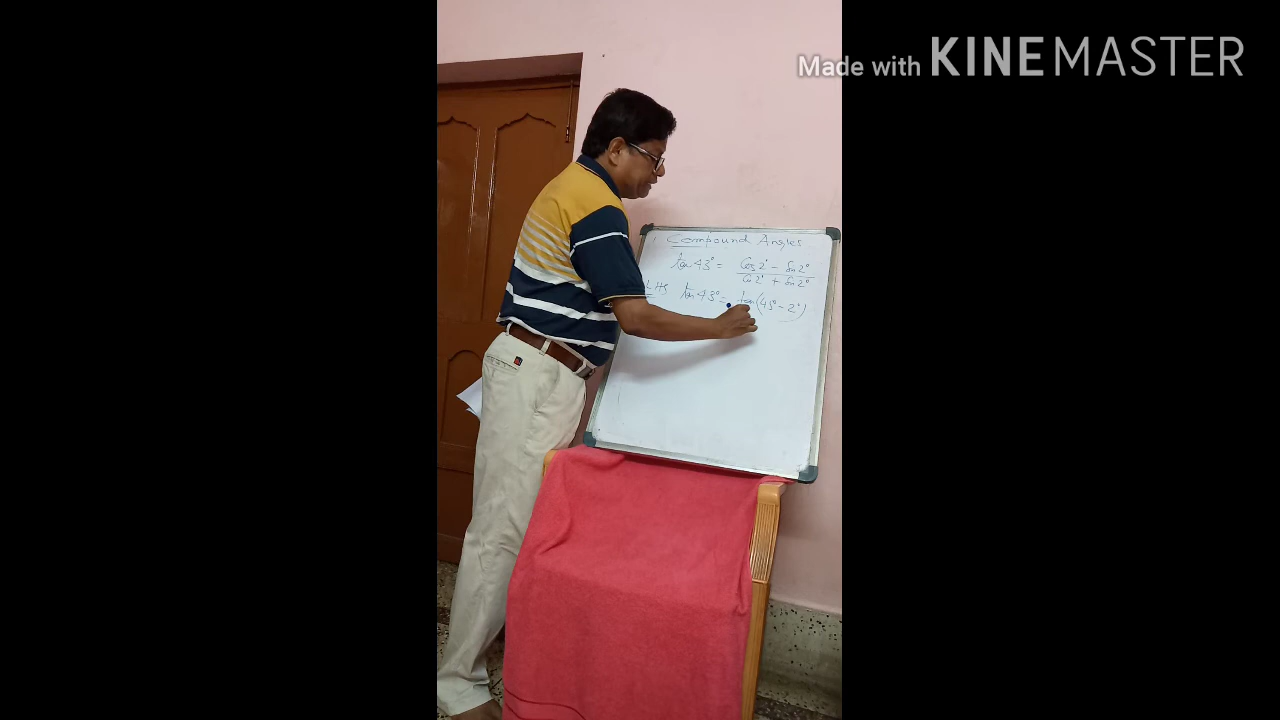 Made with KINEMASTER
Compound Angles
tan 43° = Cos 2° - Sin 2° / Cos 2° + Sin 2°
LHS tan 43° = tan (45° - 2°)